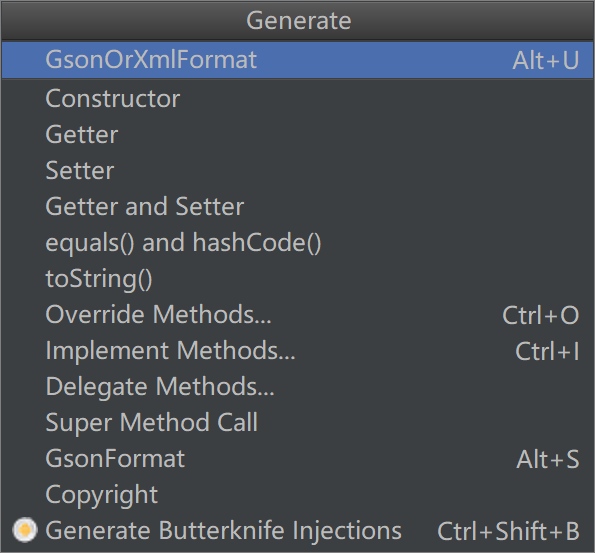 Generate
GsonOrXmlFormat Alt+U
Constructor
Getter
Setter
Getter and Setter
equals() and hashCode()
toString()
Override Methods... Ctrl+O
Implement Methods... Ctrl+I
Delegate Methods...
Super Method Call
GsonFormat Alt+S
Copyright
Generate Butterknife Injections Ctrl+Shift+B